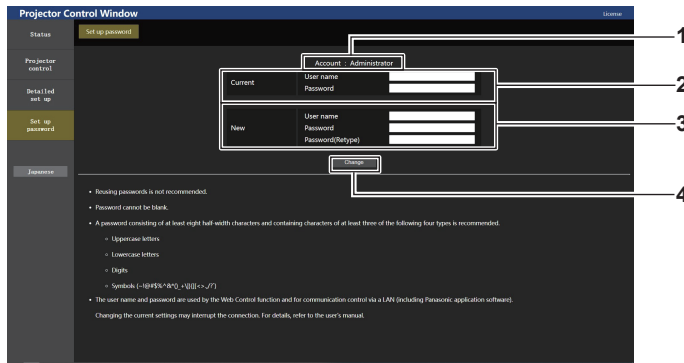 Projector Control Window
License
Status
Set up password
1
Account : Administrator
Projector
control
Current
User name
Password
2
Detailed
set up
New
User name
Password
Password(Retype)
3
Set up
password
Change
Japanese
4
• Reusing passwords is not recommended.
• Password cannot be blank.
• A password consisting of at least eight half-width characters and containing characters of at least three of the following four types is recommended.
◦ Uppercase letters
◦ Lowercase letters
◦ Digits
◦ Symbols
• The user name and password are used by the Web Control function and for communication control via a LAN (including Panasonic application software).
Changing the current settings may interrupt the connection. For details, refer to the user's manual.